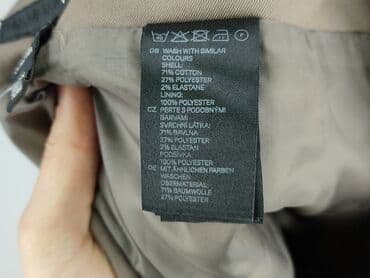 GB WASH WITH SIMILAR
COLOURS
SHELL:
71% COTTON
27% POLYESTER
2% ELASTANE
LINING:
100% POLYESTER
CZ PERTE S PODOBNÝMI
BARVAMI
SVRCHNÍ LÁTKA:
71% BAVLNA
27% POLYESTER
2% ELASTAN
PODŠÍVKA:
100% POLYESTER
DE MIT ÄHNLICHEN FARBEN
WASCHEN
OBERMATERIAL:
71% BAUMWOLLE
27% POLYESTER